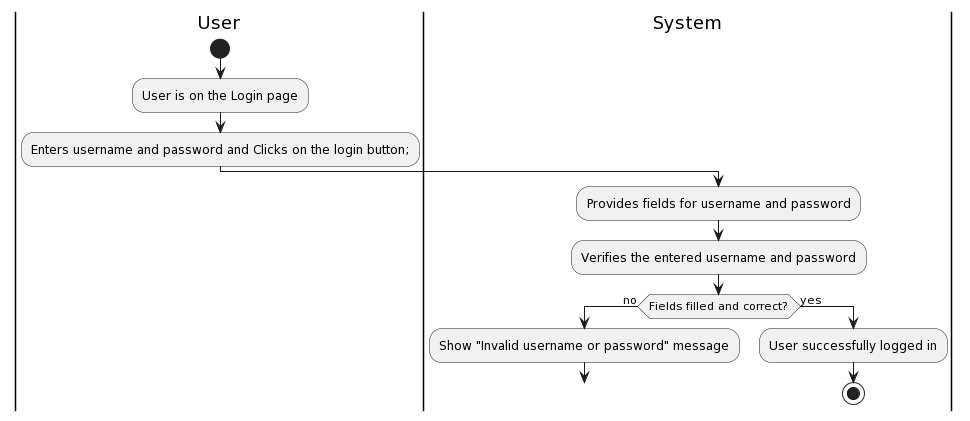 User
System
User is on the Login page
Enters username and password and Clicks on the login button;
Provides fields for username and password
Verifies the entered username and password
no
Fields filled and correct?
yes
Show "Invalid username or password" message
User successfully logged in